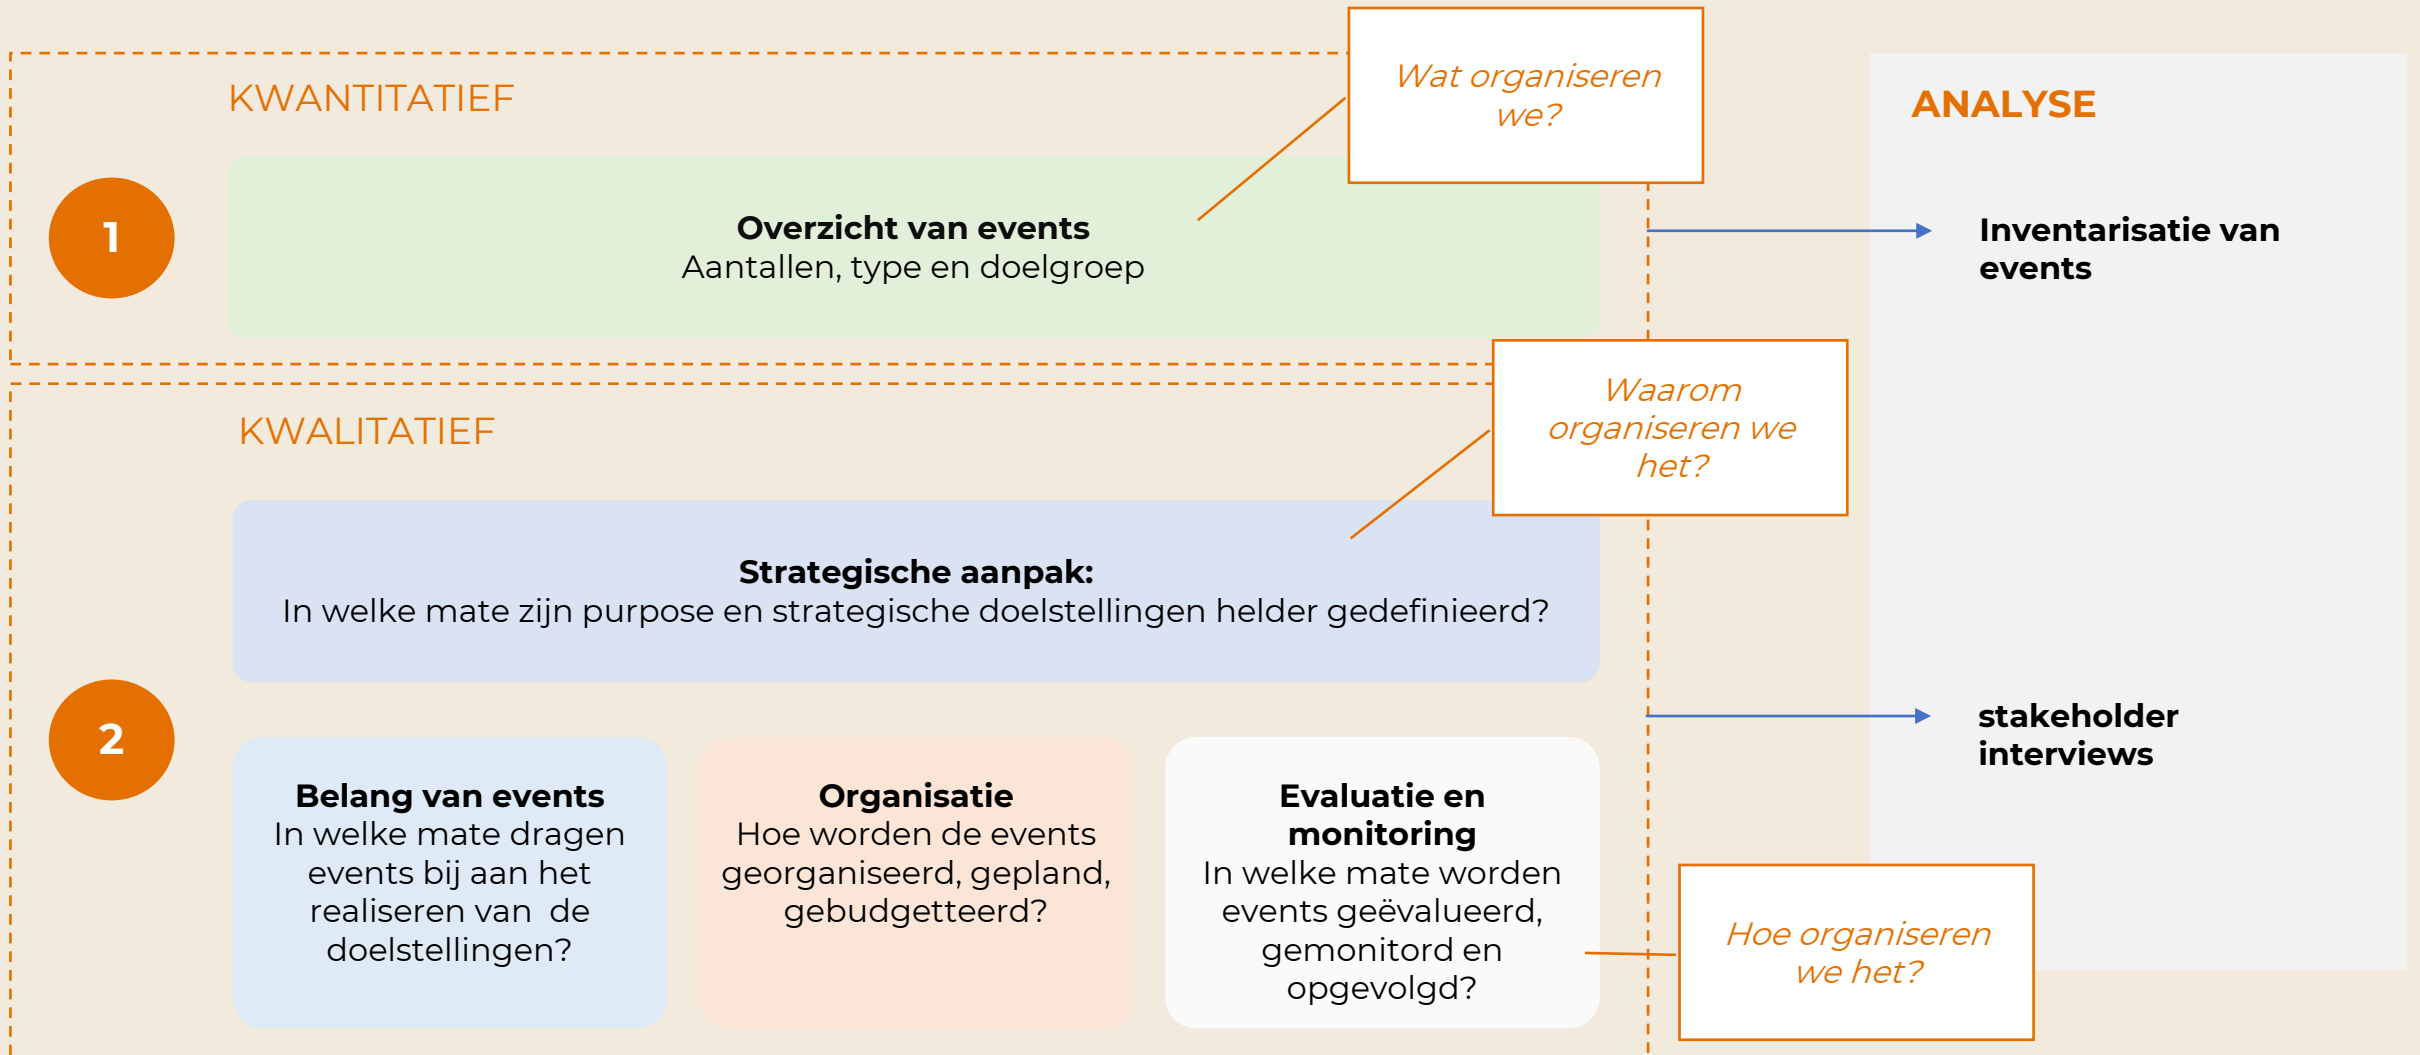 Wat organiseren
we?
KWANTITATIEF
ANALYSE
1
Overzicht van events
Aantallen, type en doelgroep
Inventarisatie van
events
KWALITATIEF
Waarom
organiseren we
het?
Strategische aanpak:
In welke mate zijn purpose en strategische doelstellingen helder gedefinieerd?
2
stakeholder
interviews
Belang van events
In welke mate dragen
events bij aan het
realiseren van  de
doelstellingen?
Organisatie
Hoe worden de events
georganiseerd, gepland,
gebudgetteerd?
Evaluatie en
monitoring
In welke mate worden
events geëvalueerd,
gemonitord en
opgevolgd?
Hoe organiseren
we het?